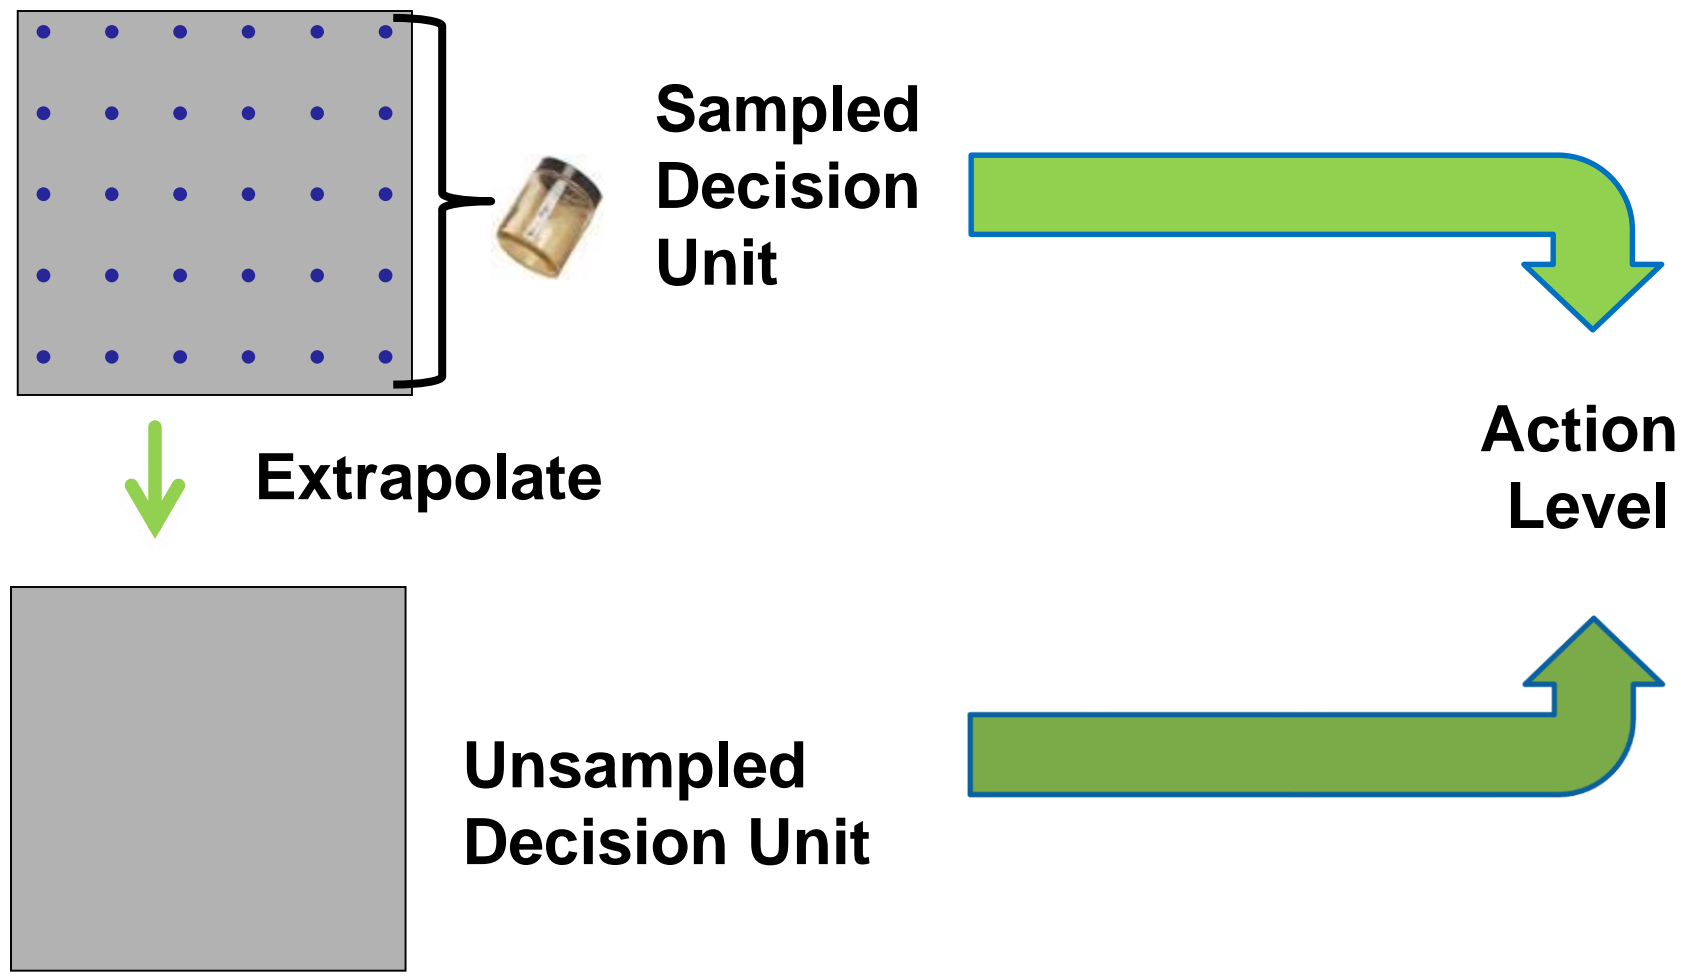 Sampled
Decision
Unit
Extrapolate
Action
Level
Unsampled
Decision Unit